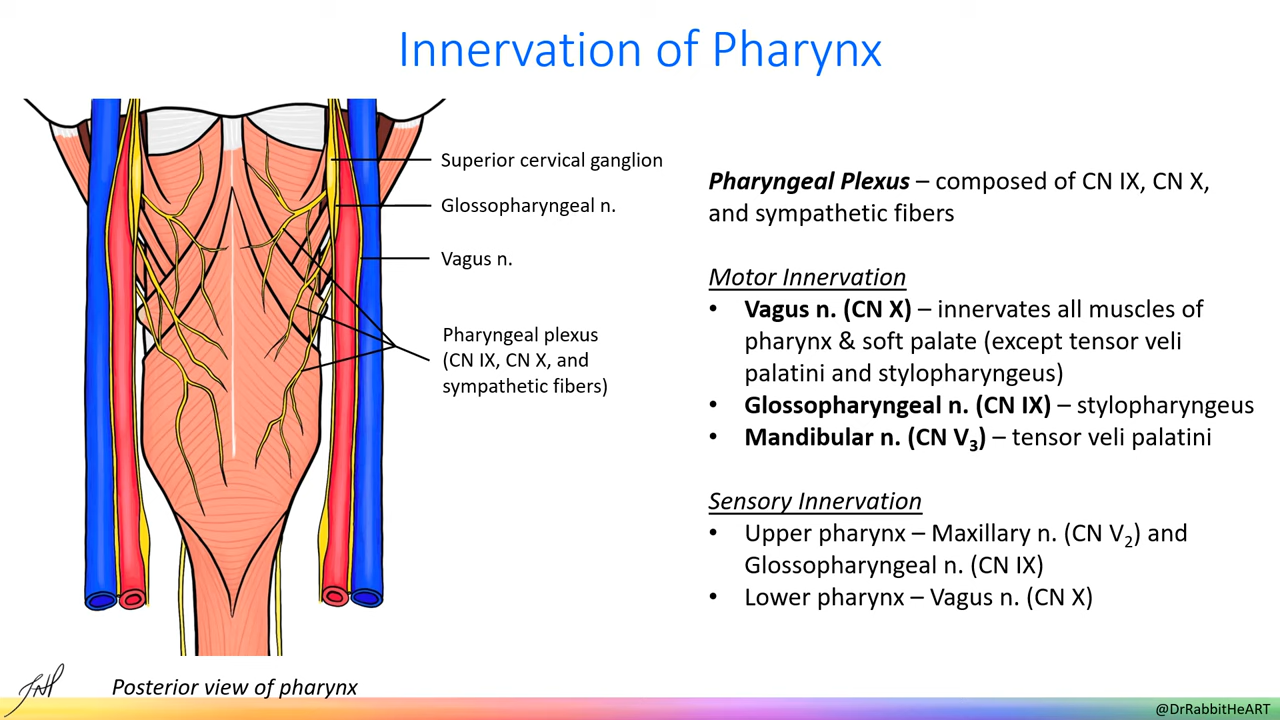 Innervation of Pharynx
Superior cervical ganglion
Glossopharyngeal n.
Vagus n.
Pharyngeal plexus
(CN IX, CN X, and
sympathetic fibers)
Posterior view of pharynx
Pharyngeal Plexus – composed of CN IX, CN X,
and sympathetic fibers
Motor Innervation
• Vagus n. (CN X) – innervates all muscles of
pharynx & soft palate (except tensor veli
palatini and stylopharyngeus)
• Glossopharyngeal n. (CN IX) – stylopharyngeus
• Mandibular n. (CN V₃) – tensor veli palatini
Sensory Innervation
• Upper pharynx – Maxillary n. (CN V₂) and
Glossopharyngeal n. (CN IX)
• Lower pharynx – Vagus n. (CN X)
@DrRabbitHeART